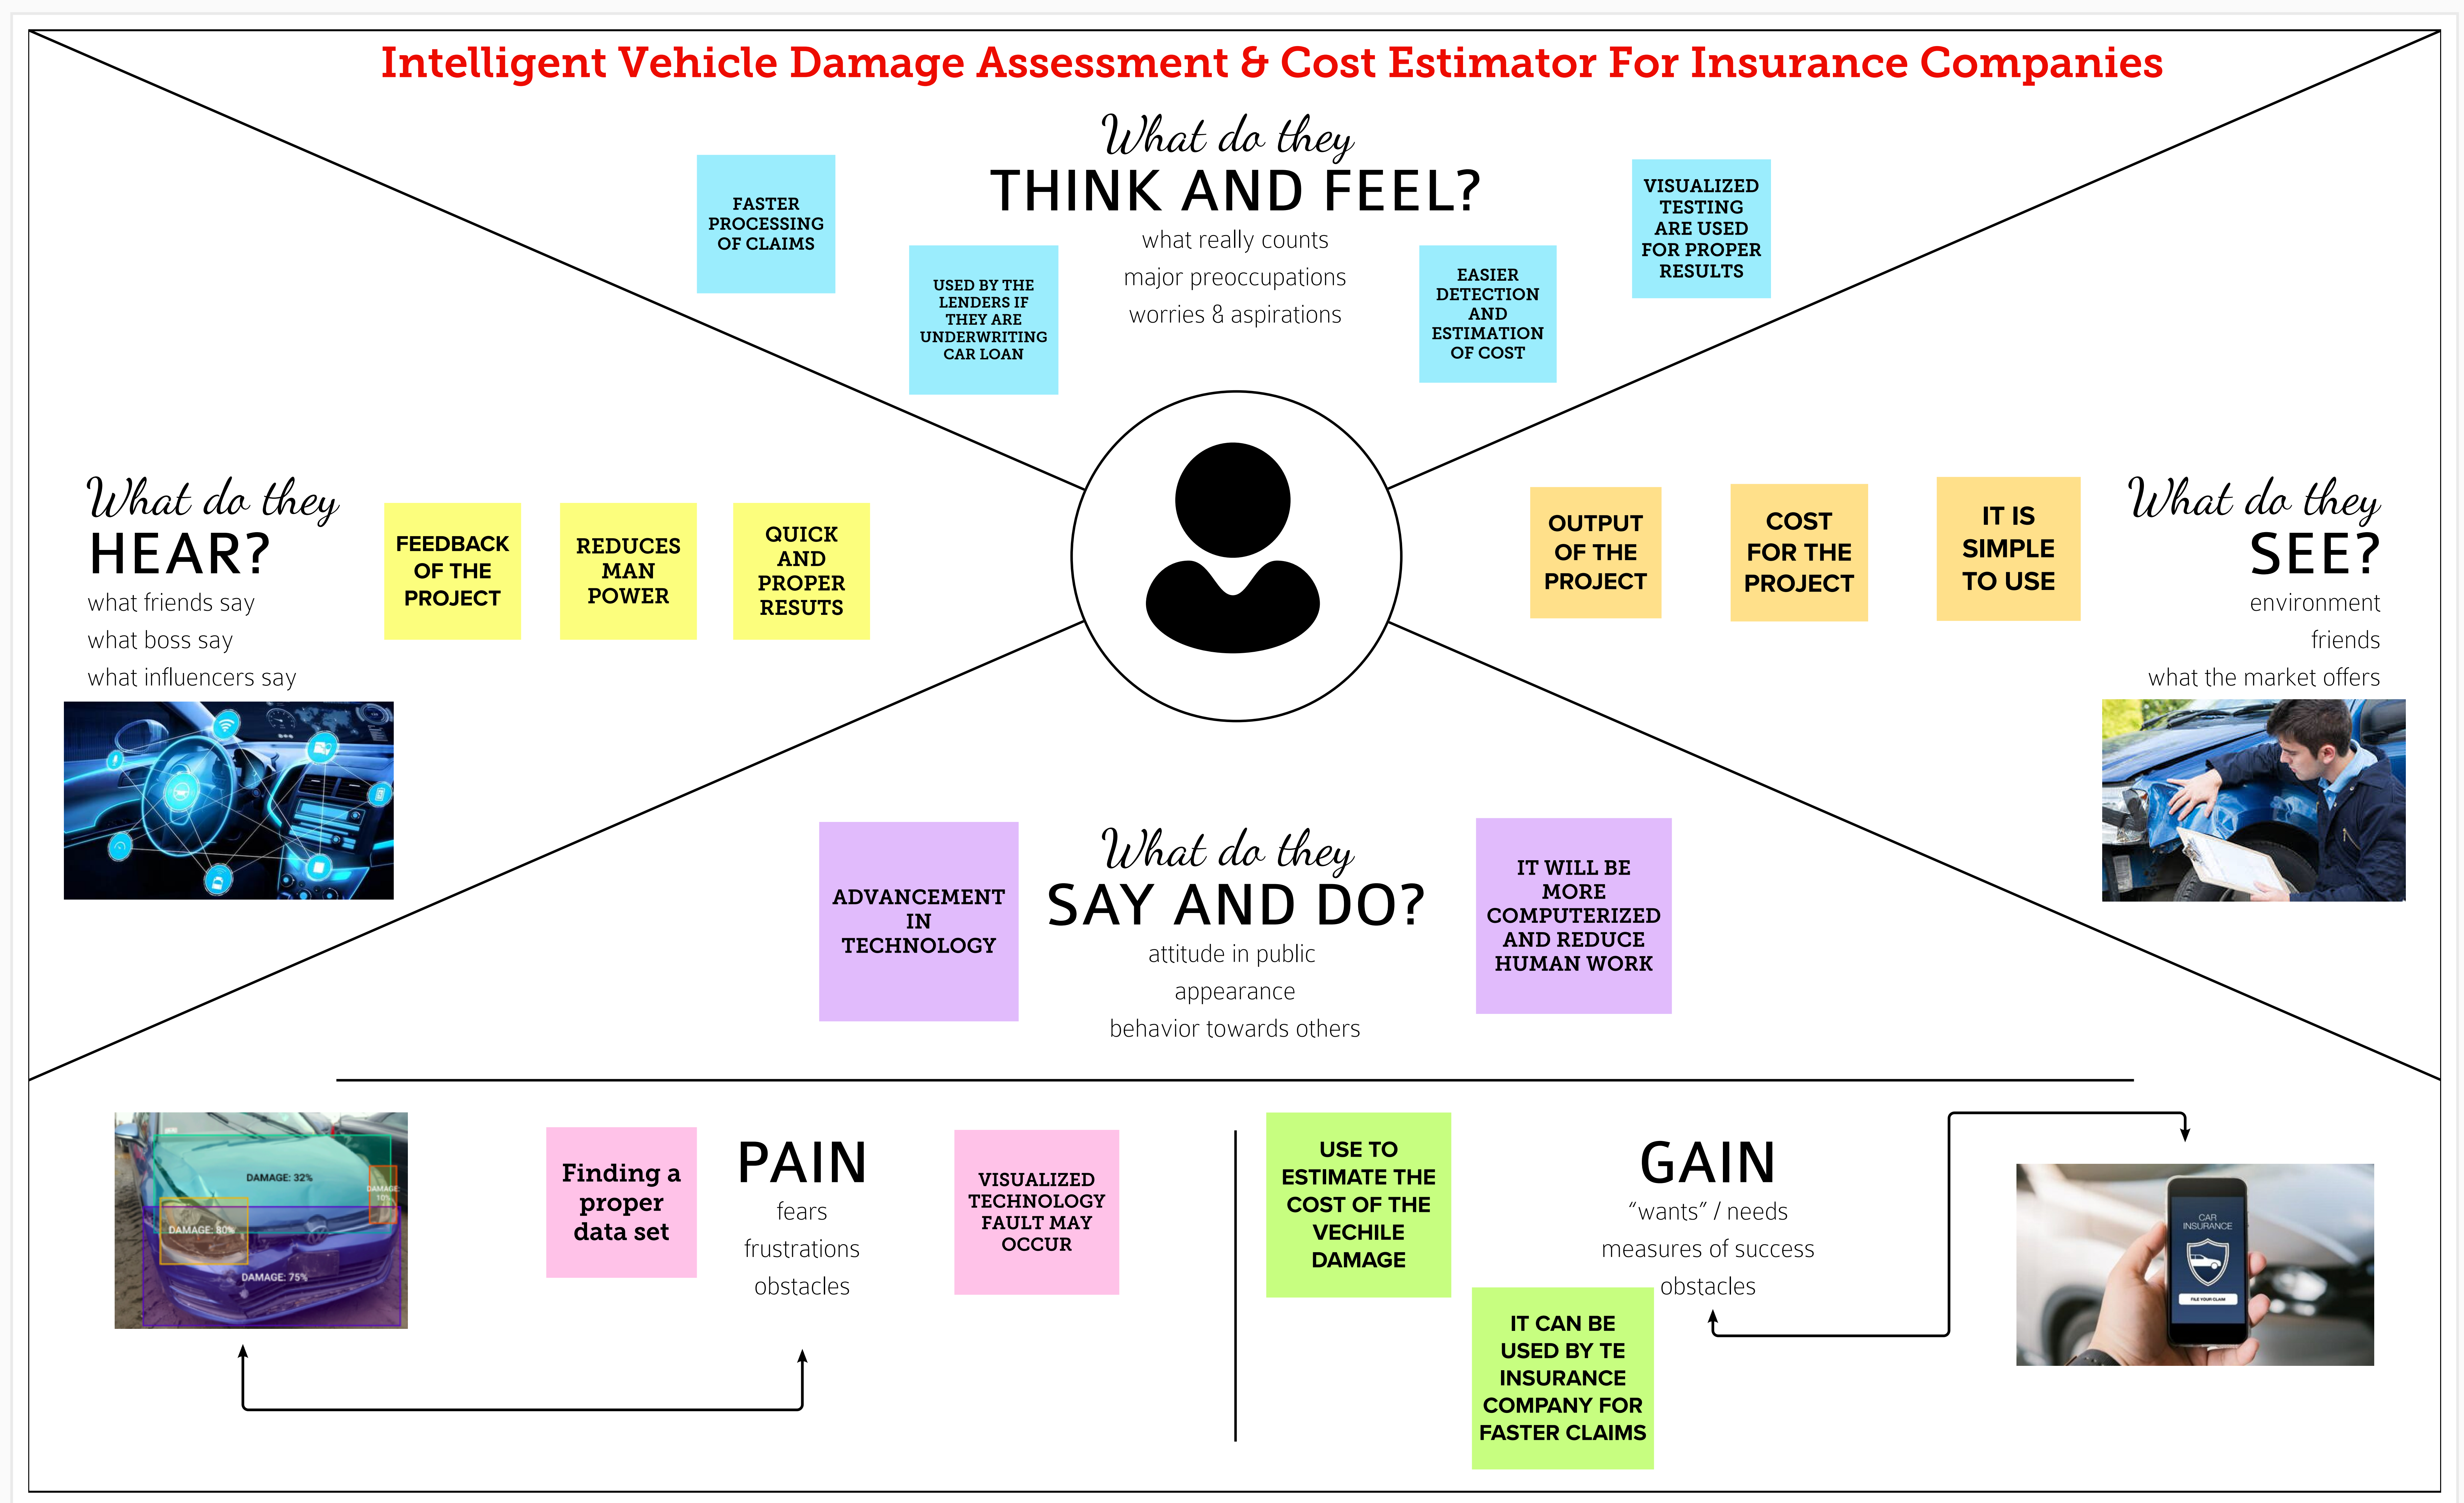 Intelligent Vehicle Damage Assessment & Cost Estimator For Insurance Companies
What do they
THINK AND FEEL?
what really counts
major preoccupations
worries & aspirations
FASTER
PROCESSING
OF CLAIMS
USED BY THE
LENDERS IF
THEY ARE
UNDERWRITING
CAR LOAN
EASIER
DETECTION
AND
ESTIMATION
OF COST
VISUALIZED
TESTING
ARE USED
FOR PROPER
RESULTS
What do they
HEAR?
what friends say
what boss say
what influencers say
FEEDBACK
OF THE
PROJECT
REDUCES
MAN
POWER
QUICK
AND
PROPER
RESUTS
OUTPUT
OF THE
PROJECT
COST
FOR THE
PROJECT
IT IS
SIMPLE
TO USE
What do they
SEE?
environment
friends
what the market offers
ADVANCEMENT
IN
TECHNOLOGY
What do they
SAY AND DO?
attitude in public
appearance
behavior towards others
IT WILL BE
MORE
COMPUTERIZED
AND REDUCE
HUMAN WORK
DAMAGE: 32%
DAMAGE:
10%
DAMAGE: 80%
DAMAGE: 75%
Finding a
proper
data set
PAIN
fears
frustrations
obstacles
VISUALIZED
TECHNOLOGY
FAULT MAY
OCCUR
USE TO
ESTIMATE THE
COST OF THE
VECHILE
DAMAGE
GAIN
“wants” / needs
measures of success
obstacles
IT CAN BE
USED BY TE
INSURANCE
COMPANY FOR
FASTER CLAIMS
CAR
INSURANCE
FILE YOUR CLAIM